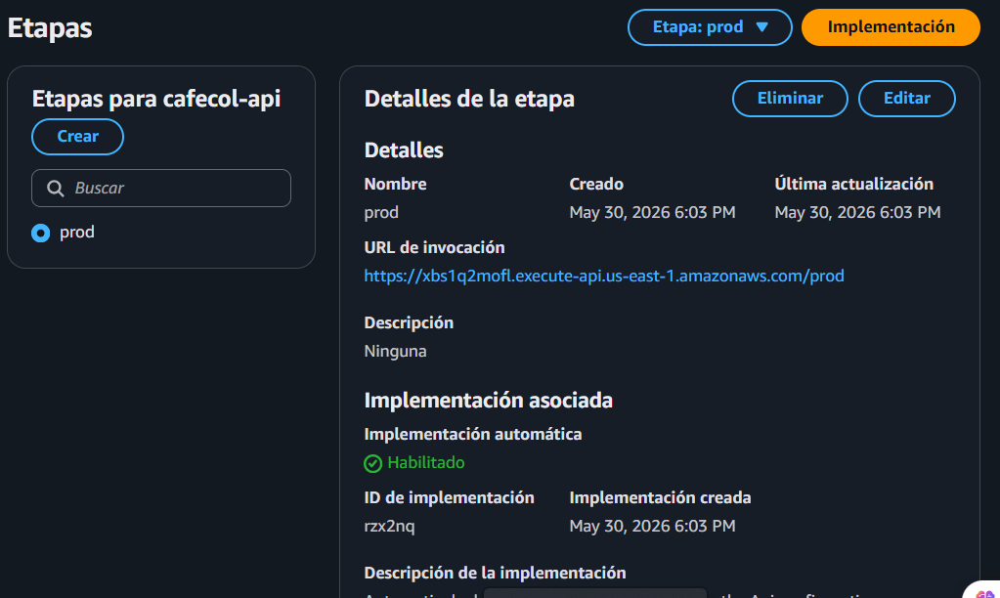 Etapas
Etapa: prod
Implementación
Etapas para cafecol-api
Crear
Buscar
prod
Detalles de la etapa
Eliminar
Editar
Detalles
Nombre
Creado
Última actualización
prod
May 30, 2026 6:03 PM
May 30, 2026 6:03 PM
URL de invocación
https://xbs1q2mofl.execute-api.us-east-1.amazonaws.com/prod
Descripción
Ninguna
Implementación asociada
Implementación automática
Habilitado
ID de implementación
Implementación creada
rzx2nq
May 30, 2026 6:03 PM
Descripción de la implementación